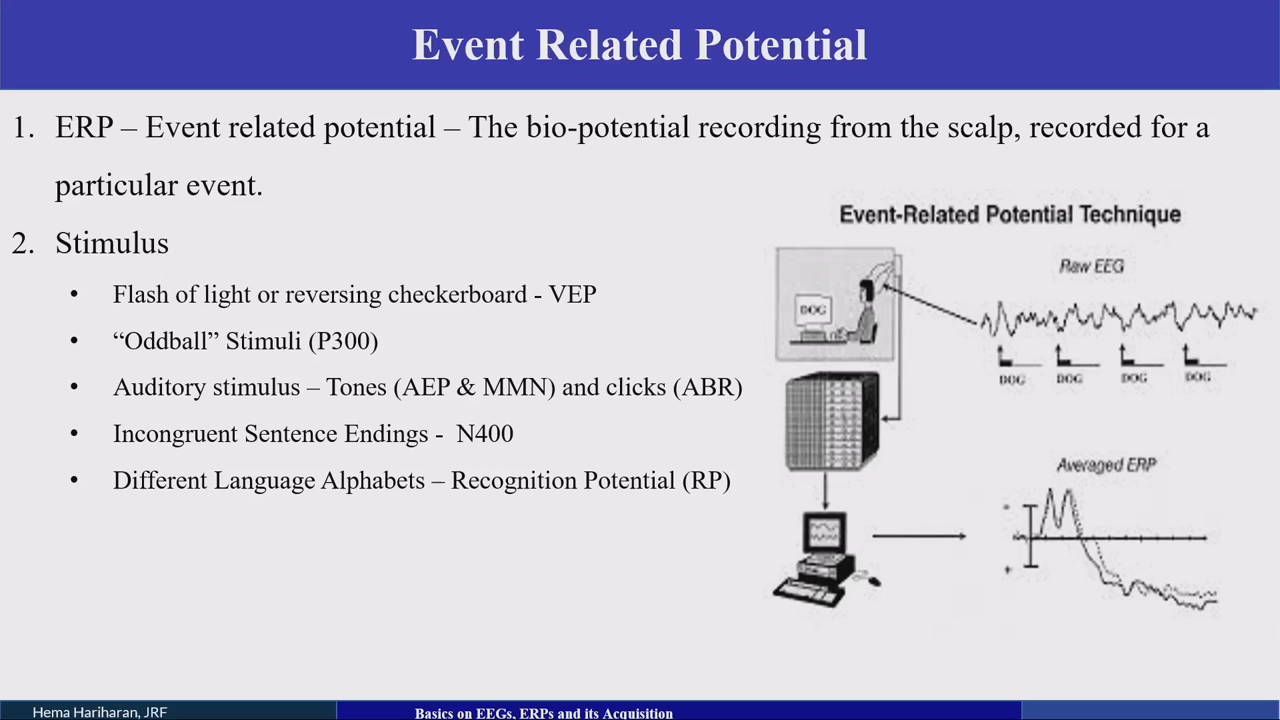 Event Related Potential
1. ERP – Event related potential – The bio-potential recording from the scalp, recorded for a
particular event.
2. Stimulus
• Flash of light or reversing checkerboard - VEP
• “Oddball” Stimuli (P300)
• Auditory stimulus – Tones (AEP & MMN) and clicks (ABR)
• Incongruent Sentence Endings - N400
• Different Language Alphabets – Recognition Potential (RP)
Event-Related Potential Technique
Raw EEG
DOG
DOG DOG DOG DOG
Averaged ERP
-
+
Hema Hariharan, JRF
Basics on EEGs, ERPs and its Acquisition